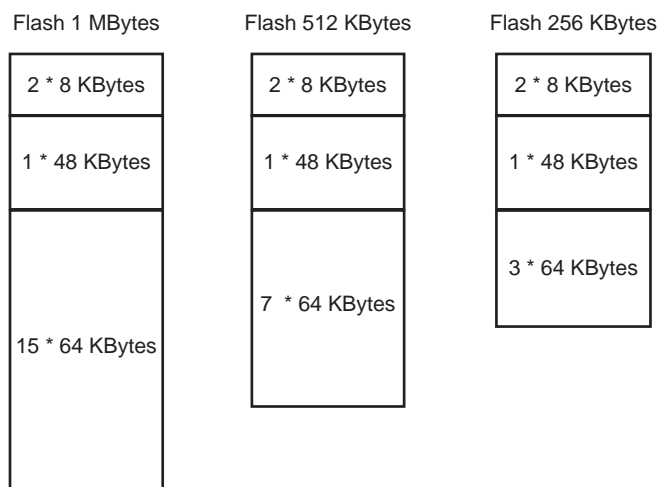 Flash 1 MBytes
Flash 512 KBytes
Flash 256 KBytes
2 * 8 KBytes
2 * 8 KBytes
2 * 8 KBytes
1 * 48 KBytes
1 * 48 KBytes
1 * 48 KBytes
15 * 64 KBytes
7 * 64 KBytes
3 * 64 KBytes